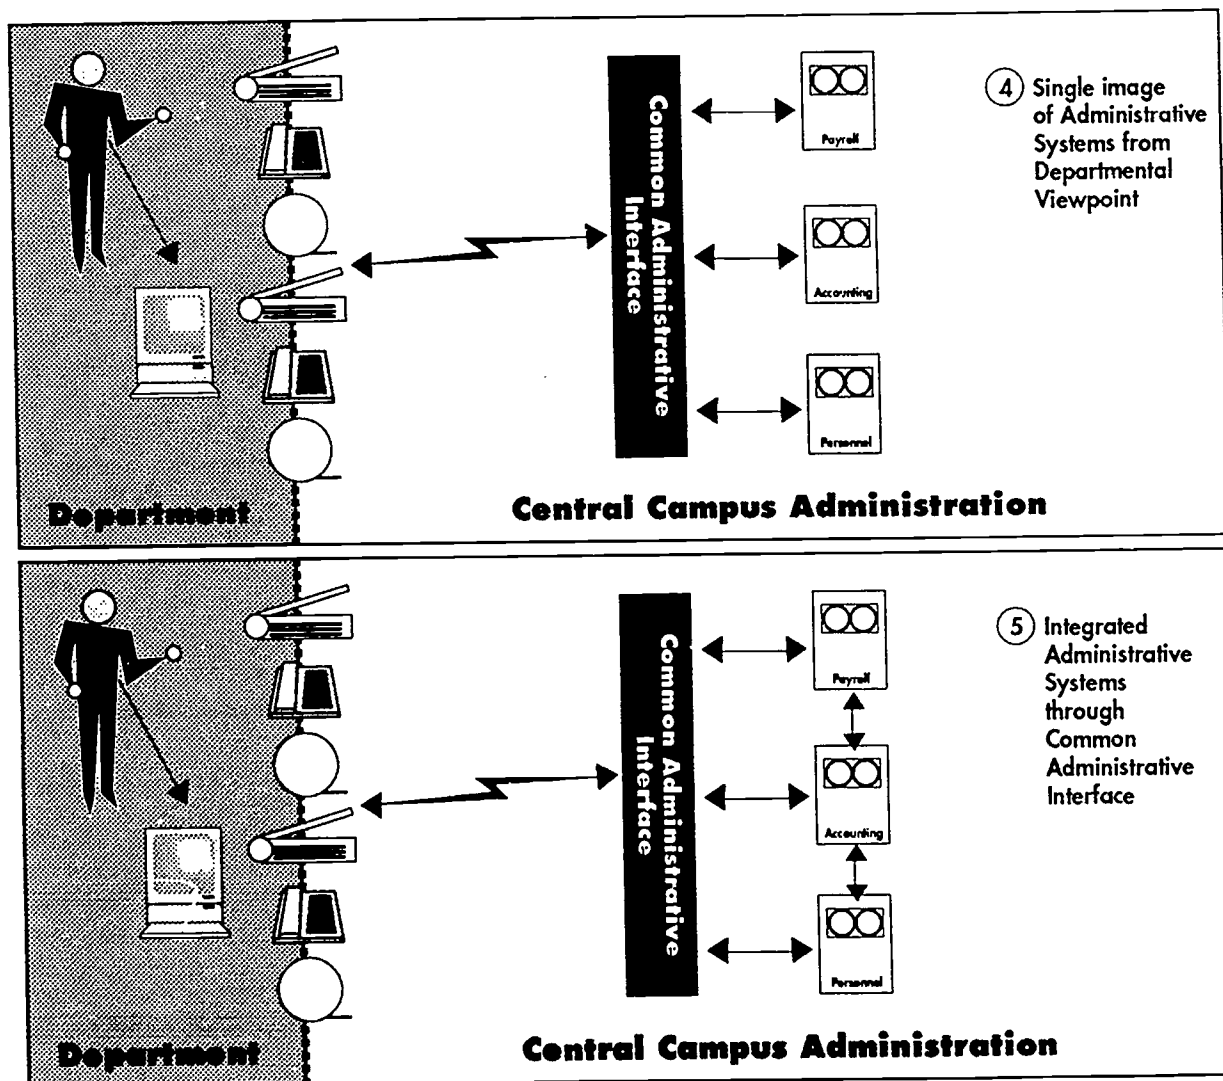 Common Administrative
Interface
Payroll
Accounting
Personnel
4 Single image
of Administrative
Systems from
Departmental
Viewpoint
Department
Central Campus Administration
Common Administrative
Interface
Payroll
Accounting
Personnel
5 Integrated
Administrative
Systems
through
Common
Administrative
Interface
Department
Central Campus Administration